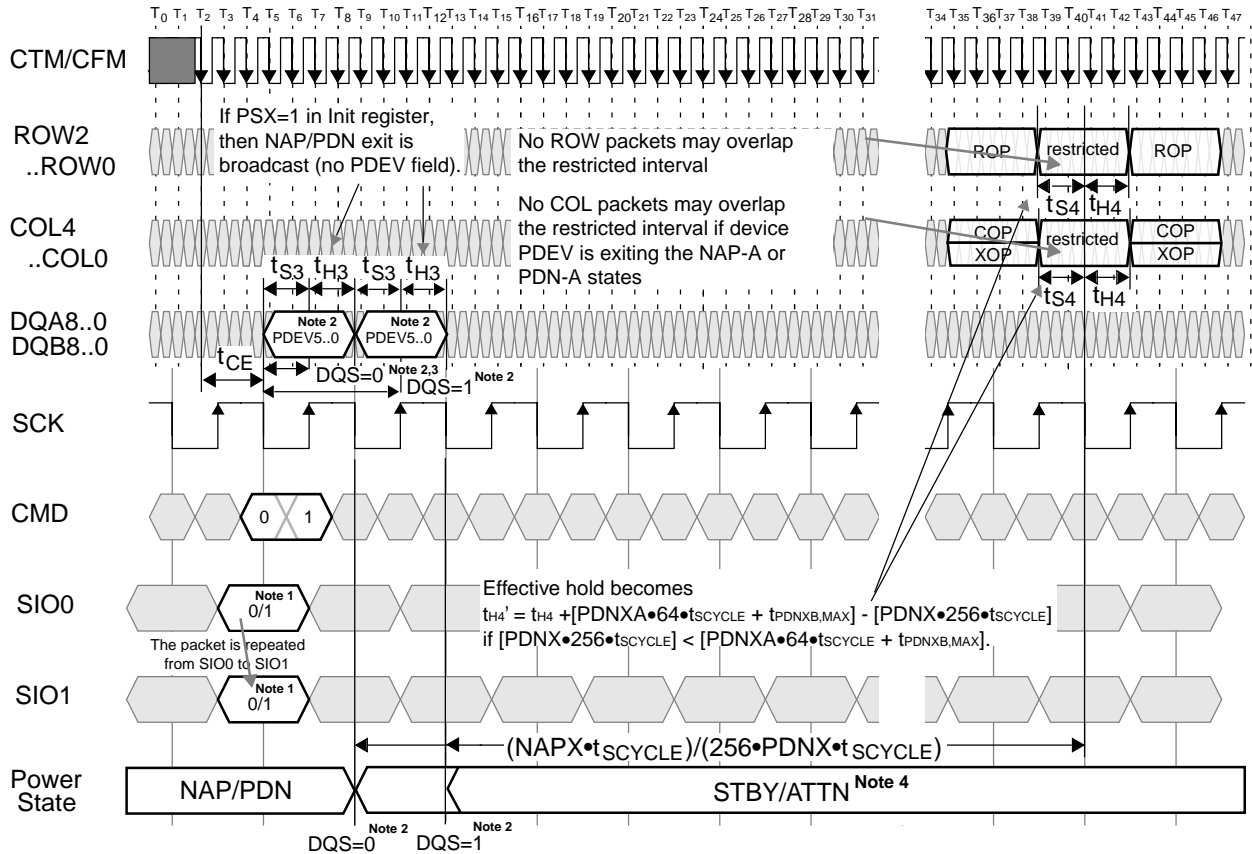 T0 T1 T2 T3 T4 T5 T6 T7 T8 T9 T10 T11 T12 T13 T14 T15 T16 T17 T18 T19 T20 T21 T22 T23 T24 T25 T26 T27 T28 T29 T30 T31 T34 T35 T36 T37 T38 T39 T40 T41 T42 T43 T44 T45 T46 T47
CTM/CFM
If PSX=1 in Init register,
then NAP/PDN exit is
broadcast (no PDEV field).
ROW2
..ROW0
No ROW packets may overlap
the restricted interval
ROP restricted ROP
tS4 tH4
COL4
..COL0
No COL packets may overlap
the restricted interval if device
PDEV is exiting the NAP-A or
PDN-A states
COP restricted COP
XOP XOP
tS4 tH4
tS3 tH3 tS3 tH3
DQA8..0
DQB8..0
Note 2 Note 2
PDEV5..0 PDEV5..0
tCE
DQS=0 Note 2,3 DQS=1 Note 2
SCK
CMD
0 1
SIO0
Note 1
0/1
Effective hold becomes
tH4' = tH4 +[PDNXA•64•tSCYCLE + tPDNXB,MAX] - [PDNX•256•tSCYCLE]
if [PDNX•256•tSCYCLE] < [PDNXA•64•tSCYCLE + tPDNXB,MAX].
The packet is repeated
from SIO0 to SIO1
SIO1
Note 1
0/1
(NAPX•tSCYCLE)/(256•PDNX•tSCYCLE)
Power
State
NAP/PDN STBY/ATTN Note 4
DQS=0 Note 2 DQS=1 Note 2